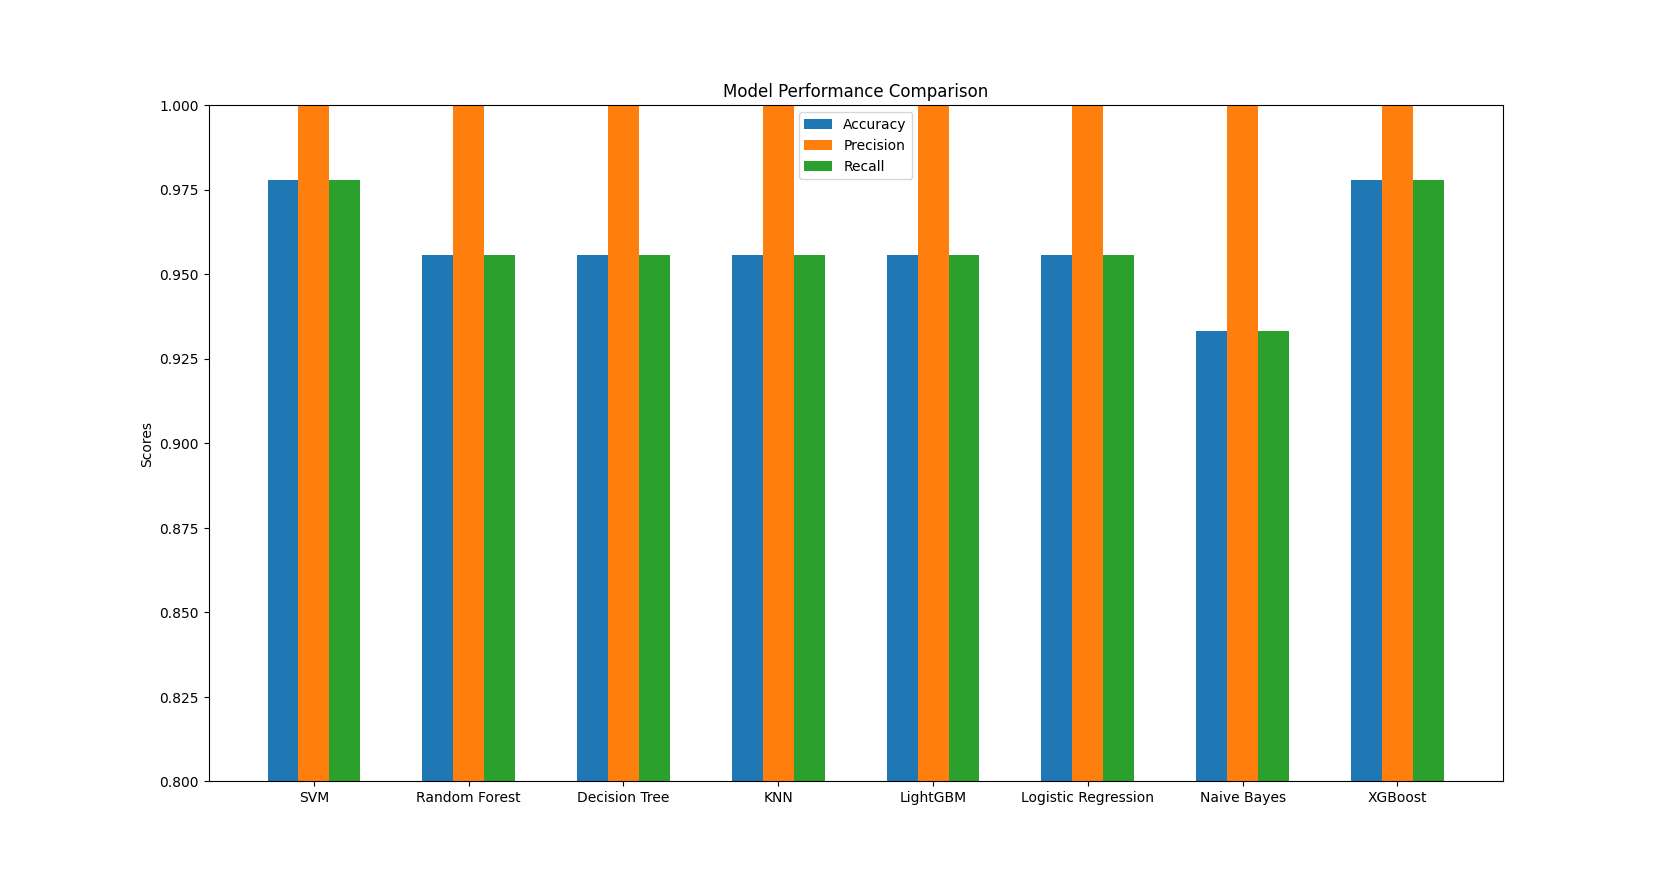 Model Performance Comparison
1.000
0.975
0.950
0.925
0.900
0.875
0.850
0.825
0.800
Scores
Accuracy
Precision
Recall
SVM
Random Forest
Decision Tree
KNN
LightGBM
Logistic Regression
Naive Bayes
XGBoost